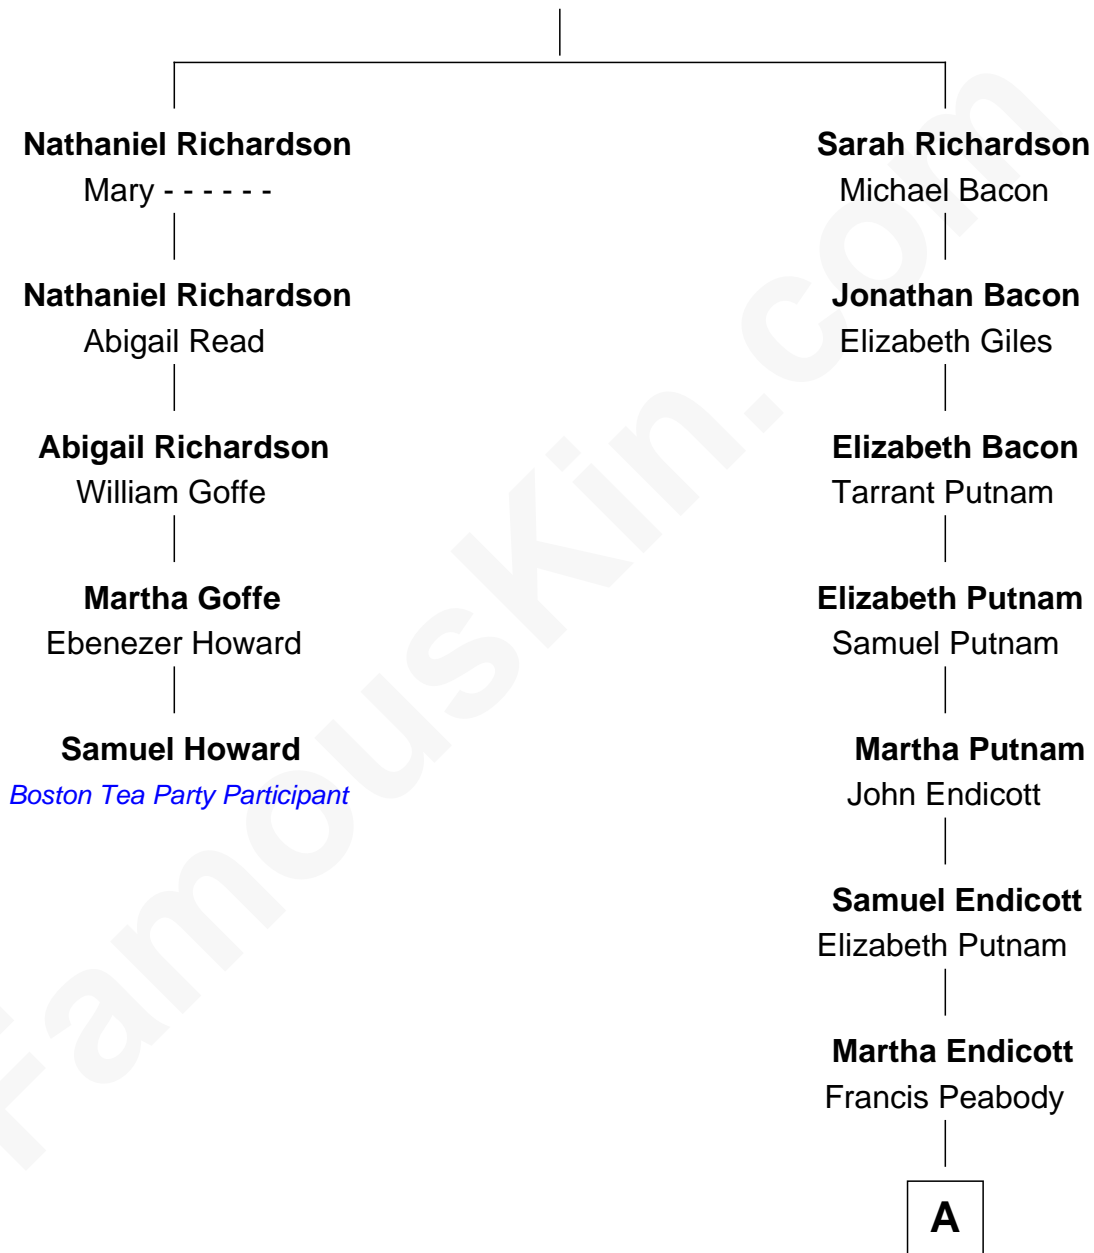 Nathaniel Richardson
Mary - - - - - -
Nathaniel Richardson
Abigail Read
Abigail Richardson
William Goffe
Martha Goffe
Ebenezer Howard
Samuel Howard
Boston Tea Party Participant
Sarah Richardson
Michael Bacon
Jonathan Bacon
Elizabeth Giles
Elizabeth Bacon
Tarrant Putnam
Elizabeth Putnam
Samuel Putnam
Martha Putnam
John Endicott
Samuel Endicott
Elizabeth Putnam
Martha Endicott
Francis Peabody
A
FamousKin.com